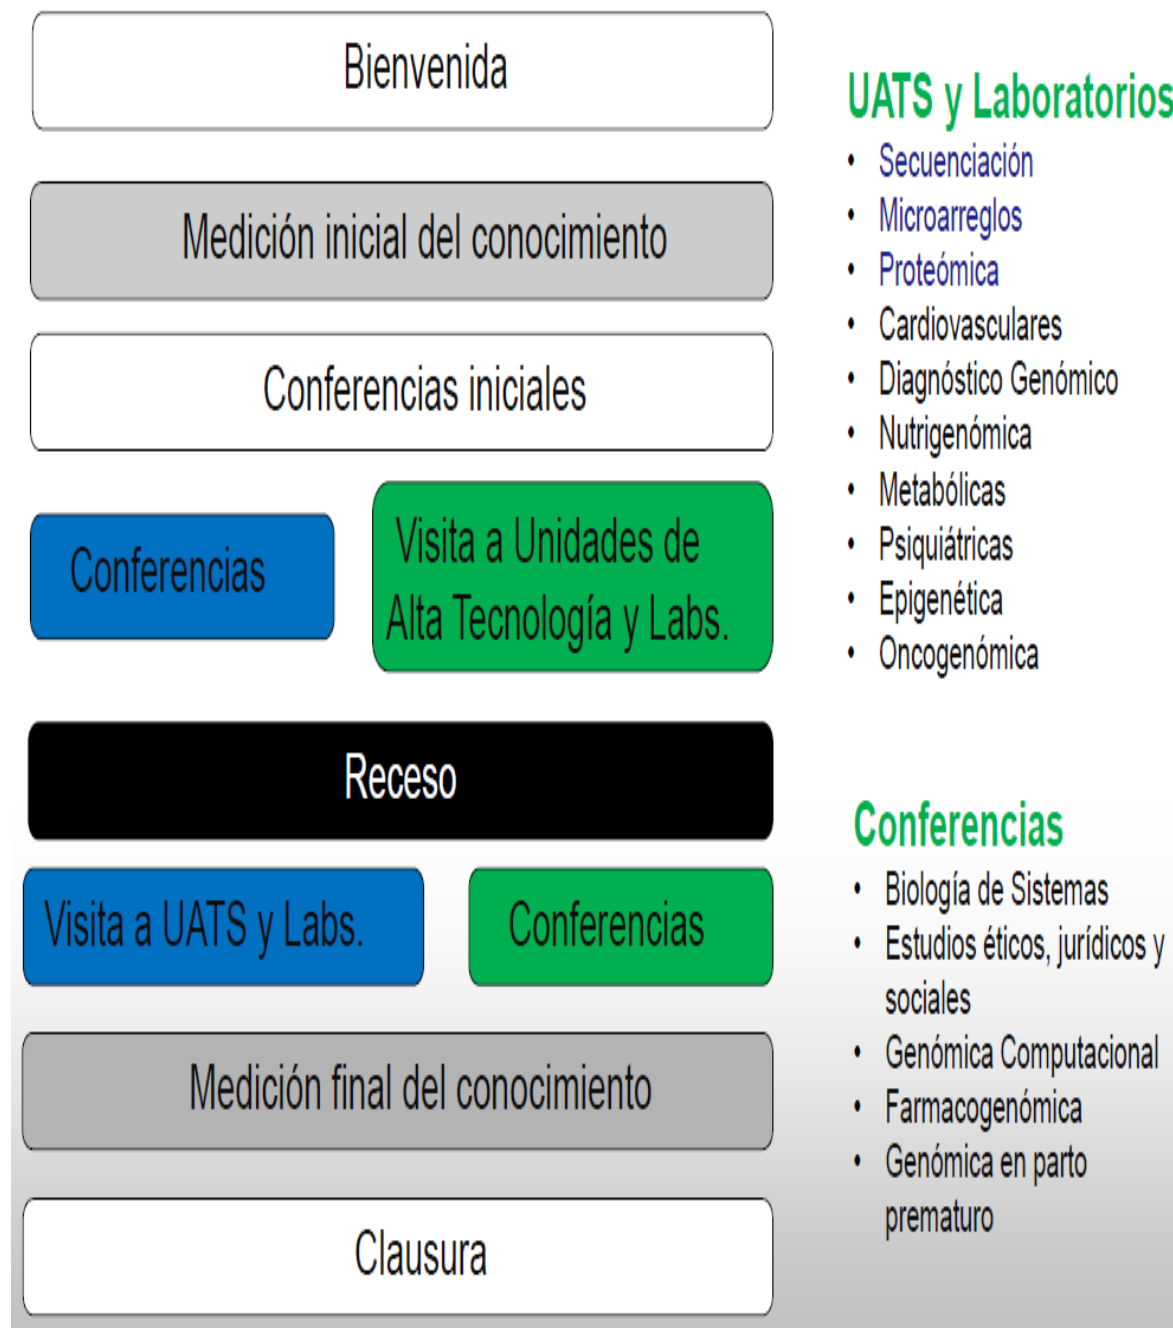 Bienvenida
Medición inicial del conocimiento
Conferencias iniciales
Conferencias
Visita a Unidades de
Alta Tecnología y Labs.
Receso
Visita a UATS y Labs.
Conferencias
Medición final del conocimiento
Clausura
UATS y Laboratorios
• Secuenciación
• Microarreglos
• Proteómica
• Cardiovasculares
• Diagnóstico Genómico
• Nutrigenómica
• Metabólicas
• Psiquiátricas
• Epigenética
• Oncogenómica
Conferencias
• Biología de Sistemas
• Estudios éticos, jurídicos y
sociales
• Genómica Computacional
• Farmacogenómica
• Genómica en parto
prematuro